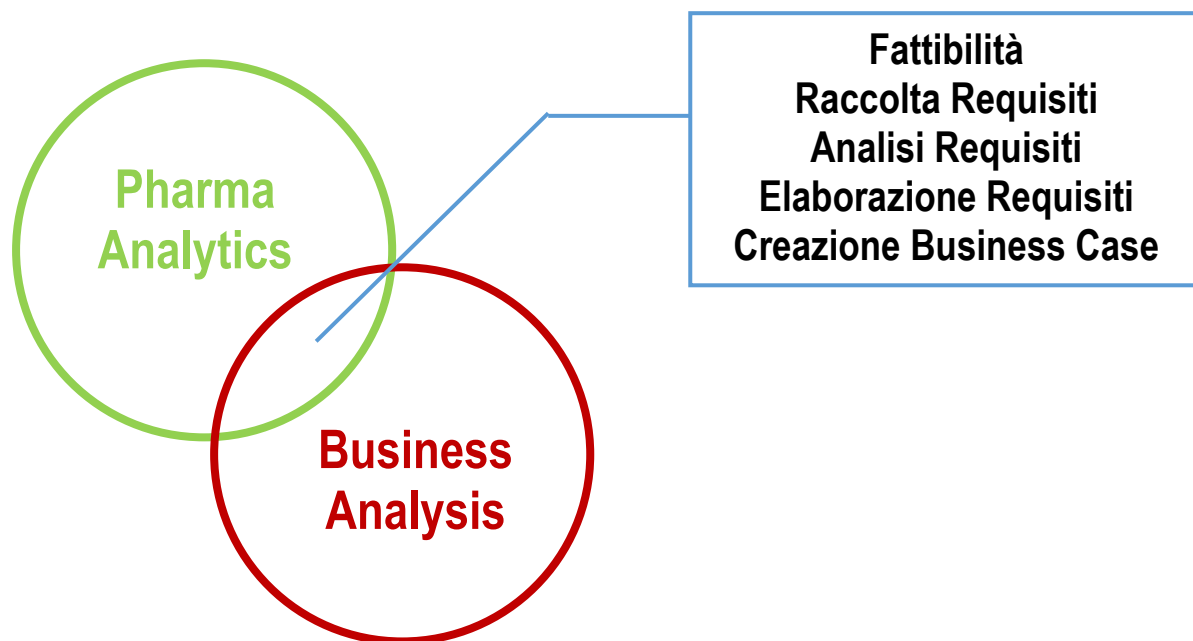 Fattibilità
Raccolta Requisiti
Analisi Requisiti
Elaborazione Requisiti
Creazione Business Case
Pharma
Analytics
Business
Analysis